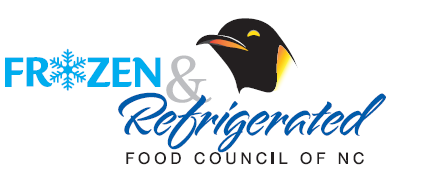 FROZEN &
Refrigerated
FOOD COUNCIL OF NC